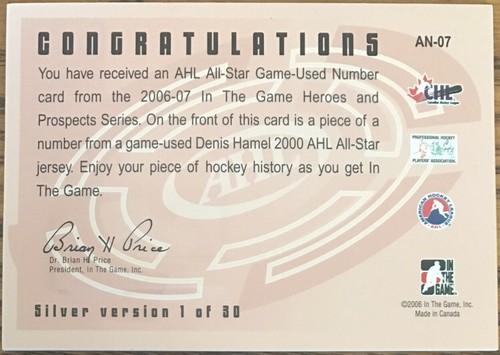 CONGRATULATIONS
AN-07
You have received an AHL All-Star Game-Used Number
card from the 2006-07 In The Game Heroes and
Prospects Series. On the front of this card is a piece of
a number from a game-used Denis Hamel 2000 AHL All-Star
jersey. Enjoy your piece of hockey history as you get In
The Game.
CHL
PROFESSIONAL HOCKEY
PLAYERS' ASSOCIATION
AMERICAN HOCKEY LEAGUE
AHL
Brian H Price
Dr. Brian H. Price
President, In The Game, Inc.
IN
THE
GAME
©2006 In The Game, Inc.
Made in Canada
Silver version 1 of 30
AHL